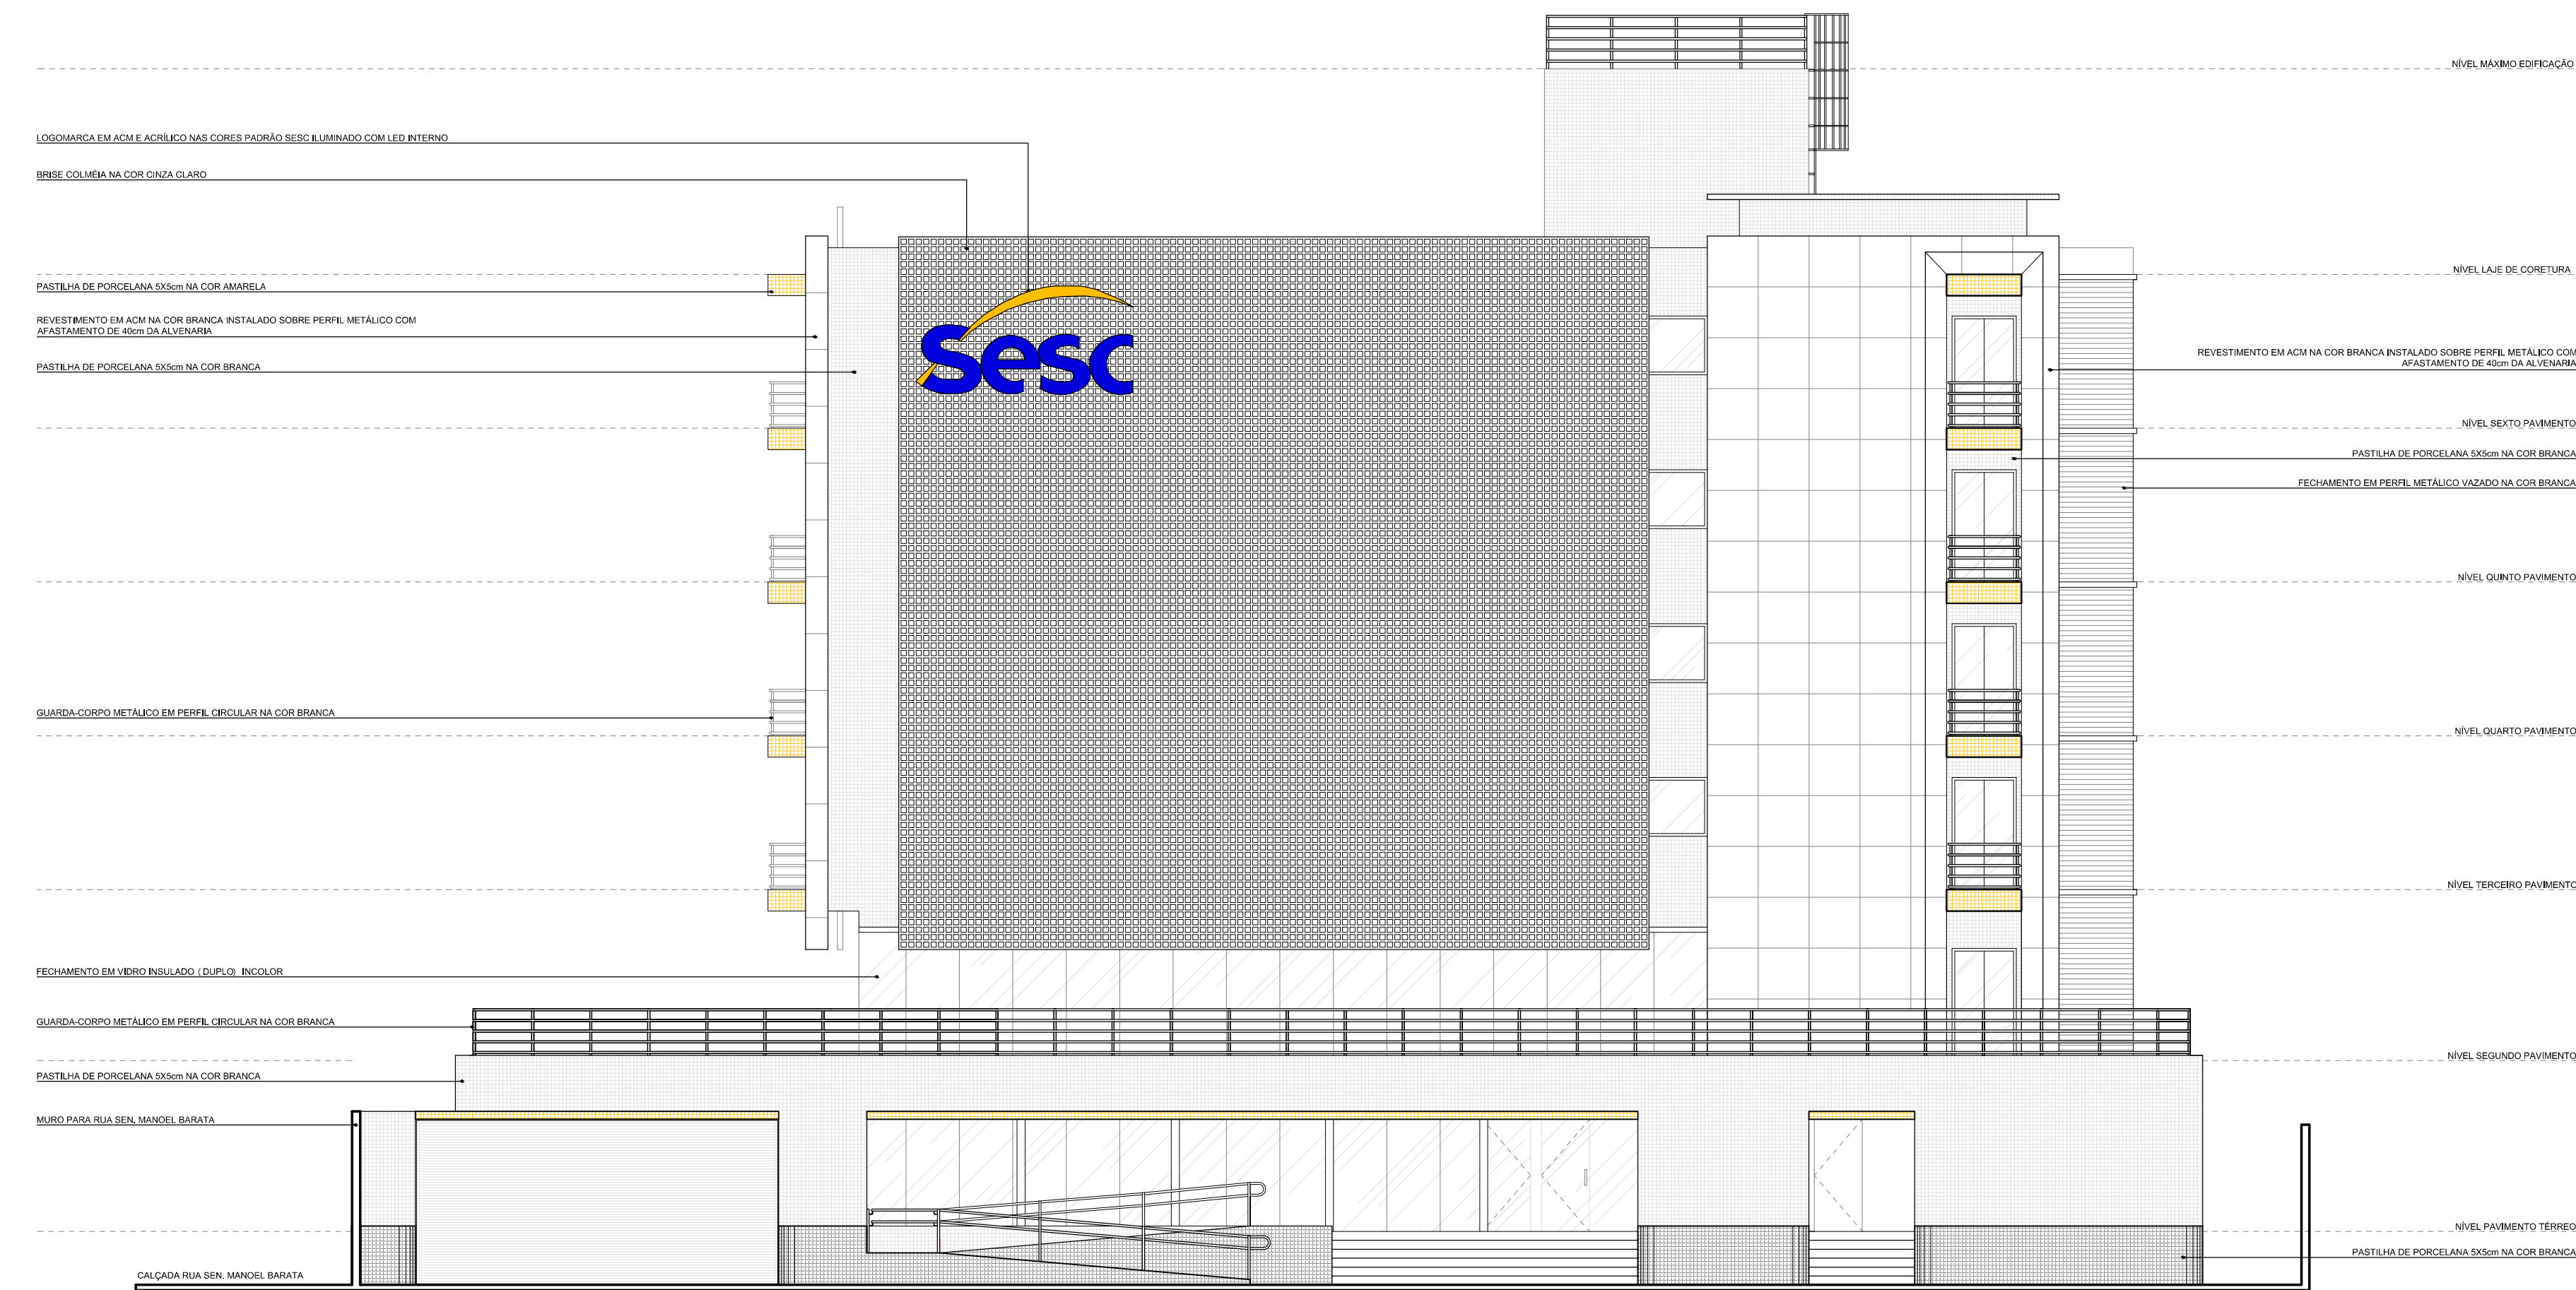 NÍVEL MÁXIMO EDIFICAÇÃO
LOGOMARCA EM ACM E ACRÍLICO NAS CORES PADRÃO SESC ILUMINADO COM LED INTERNO
BRISE COLMÉIA NA COR CINZA CLARO
NÍVEL LAJE DE CORETURA
PASTILHA DE PORCELANA 5X5cm NA COR AMARELA
REVESTIMENTO EM ACM NA COR BRANCA INSTALADO SOBRE PERFIL METÁLICO COM
AFASTAMENTO DE 40cm DA ALVENARIA
PASTILHA DE PORCELANA 5X5cm NA COR BRANCA
Sesc
REVESTIMENTO EM ACM NA COR BRANCA INSTALADO SOBRE PERFIL METÁLICO COM
AFASTAMENTO DE 40cm DA ALVENARIA
NÍVEL SEXTO PAVIMENTO
PASTILHA DE PORCELANA 5X5cm NA COR BRANCA
FECHAMENTO EM PERFIL METÁLICO VAZADO NA COR BRANCA
NÍVEL QUINTO PAVIMENTO
GUARDA-CORPO METÁLICO EM PERFIL CIRCULAR NA COR BRANCA
NÍVEL QUARTO PAVIMENTO
NÍVEL TERCEIRO PAVIMENTO
FECHAMENTO EM VIDRO INSULADO ( DUPLO) INCOLOR
GUARDA-CORPO METÁLICO EM PERFIL CIRCULAR NA COR BRANCA
NÍVEL SEGUNDO PAVIMENTO
PASTILHA DE PORCELANA 5X5cm NA COR BRANCA
MURO PARA RUA SEN. MANOEL BARATA
NÍVEL PAVIMENTO TÉRREO
PASTILHA DE PORCELANA 5X5cm NA COR BRANCA
CALÇADA RUA SEN. MANOEL BARATA